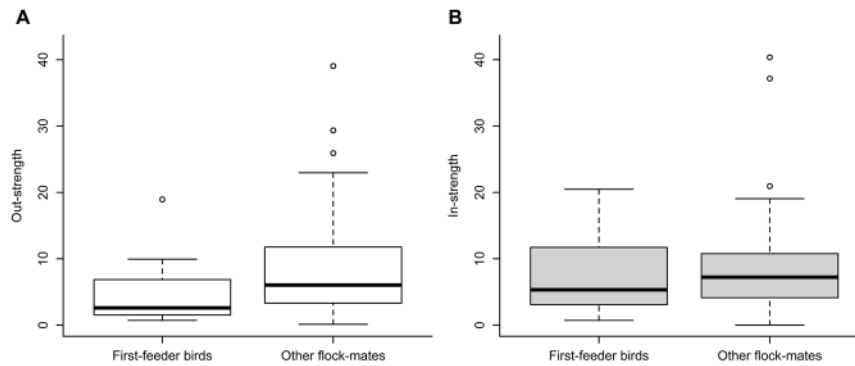 A
Out-strength
40
30
20
10
0
First-feeder birds
Other flock-mates
B
In-strength
40
30
20
10
0
First-feeder birds
Other flock-mates